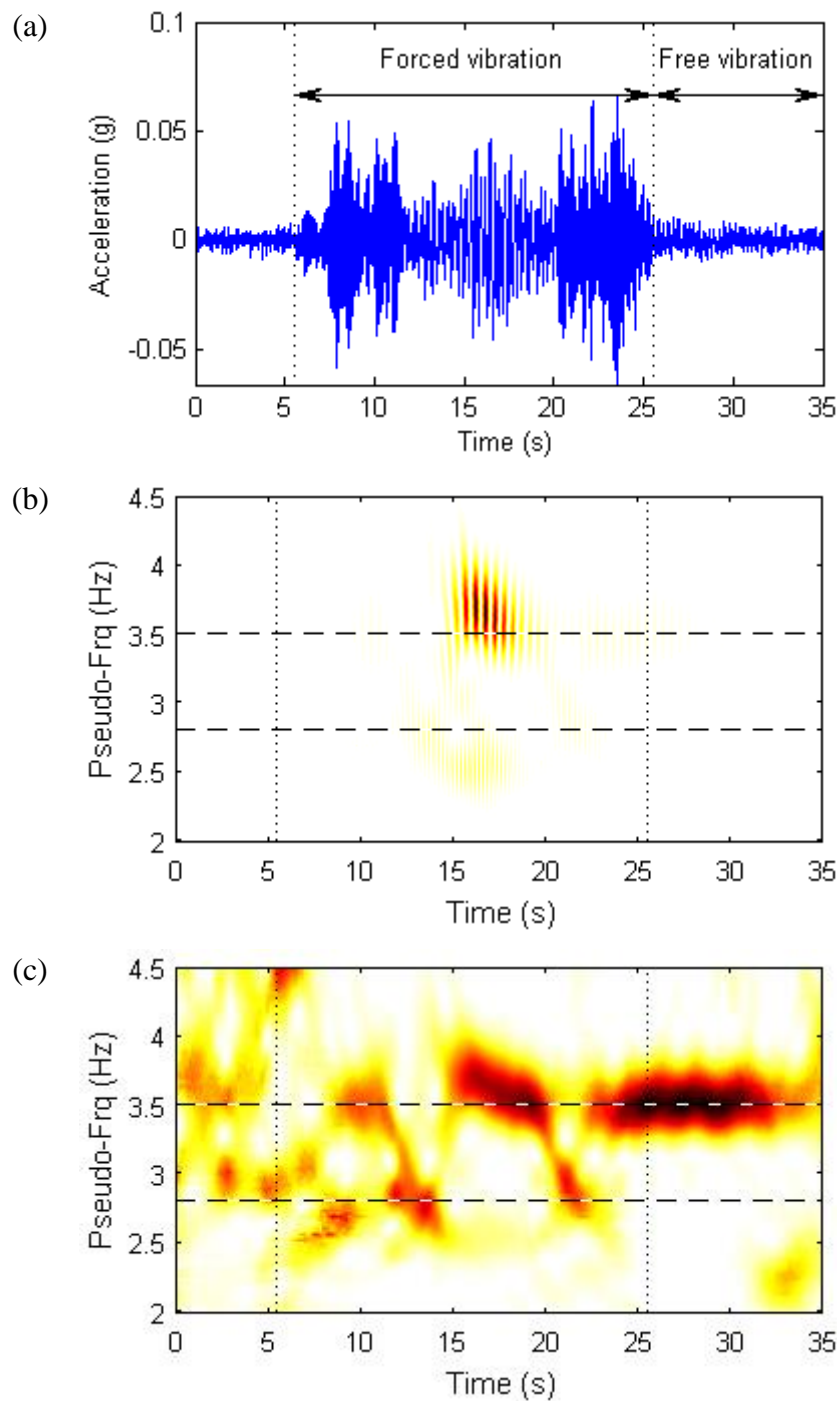 (a)
0.1
0.05
0
-0.05
Acceleration (g)
Forced vibration
Free vibration
0 5 10 15 20 25 30 35
Time (s)
(b)
4.5
4
3.5
3
2.5
2
Pseudo-Frq (Hz)
0 5 10 15 20 25 30 35
Time (s)
(c)
4.5
4
3.5
3
2.5
2
Pseudo-Frq (Hz)
0 5 10 15 20 25 30 35
Time (s)